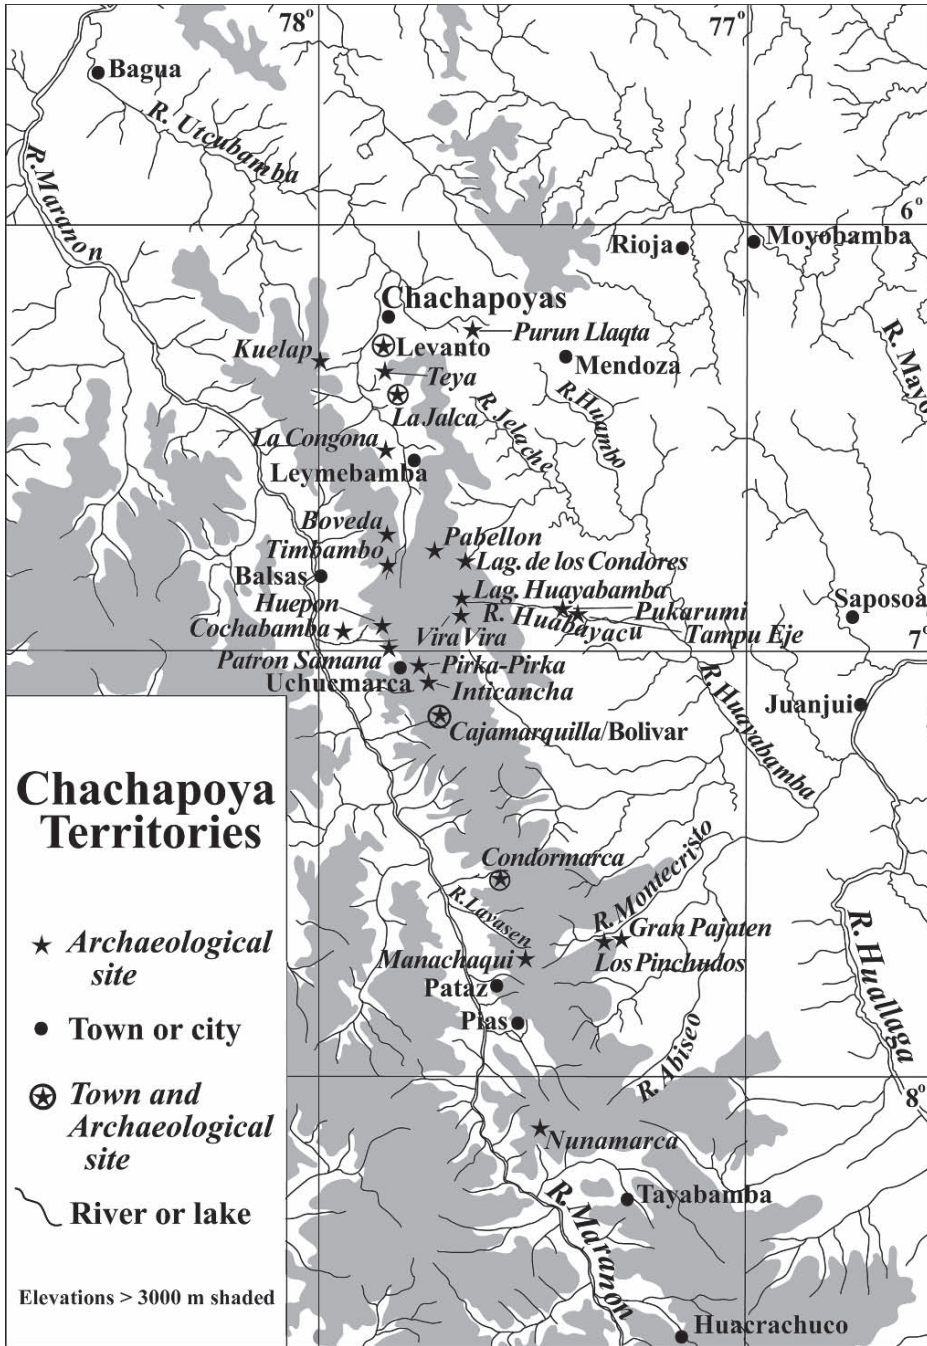 78°
77°
Bagua
R. Utcubamba
R. Maranon
6°
Rioja
Moyobamba
Chachapoyas
Purun Llaqta
Levanto
Kuelap
Mendoza
R. Mayo
Teya
La Jalca
R. Jelache
R. Huambo
La Congona
Leymebamba
Boveda
Pabellon
Timbambo
Lag. de los Condores
Balsas
Lag. Huayabamba
Saposoa
Huepon
R. Huabayacu
Pukarumi
Cochabamba
Vira Vira
Tampu Eje
7°
Patron Samana
Pirka-Pirka
Uchucmarca
Inticancha
R. Huayabamba
Juanjui
Cajamarquilla/Bolivar
Chachapoya
Territories
Condormarca
R. Montecristo
R. Lavasen
Archaeological
site
Gran Pajaten
Los Pinchudos
Manachaqui
R. Huallaga
Pataz
Town or city
Pias
R. Abiseo
8°
Town and
Archaeological
site
Nunamarca
River or lake
Tayabamba
R. Maranon
Elevations > 3000 m shaded
Huacrachuco